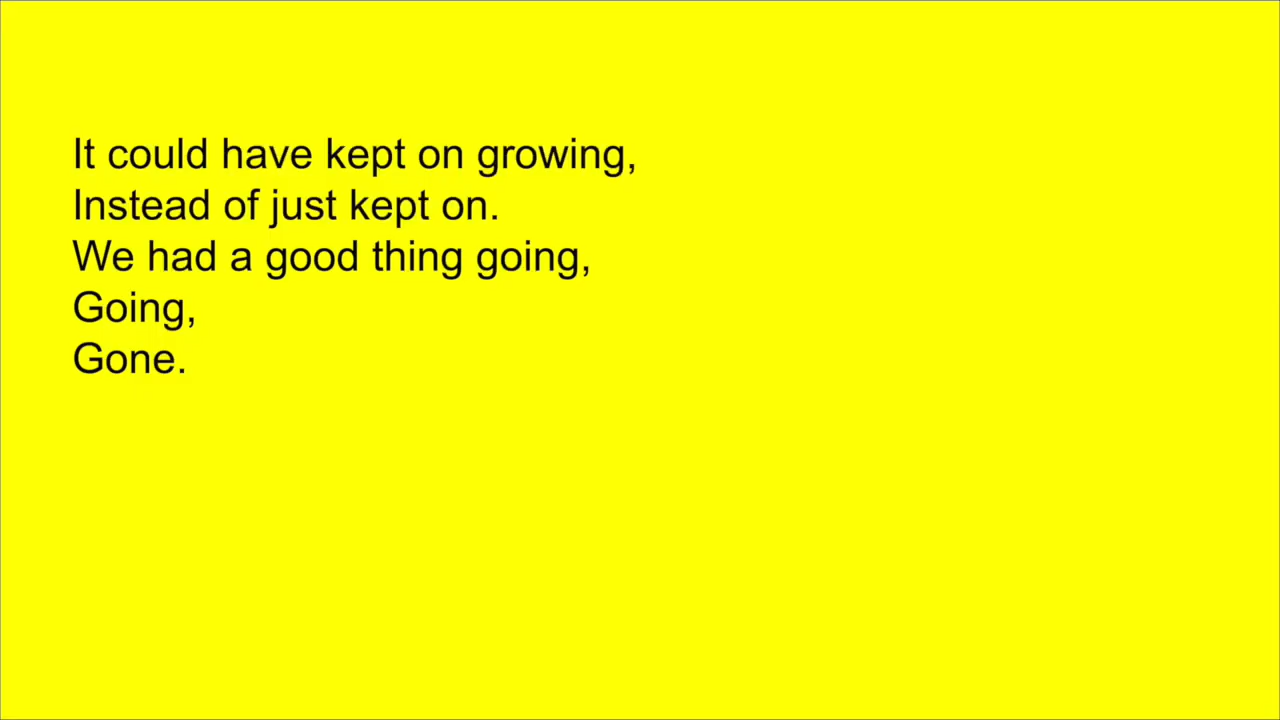 It could have kept on growing,
Instead of just kept on.
We had a good thing going,
Going,
Gone.